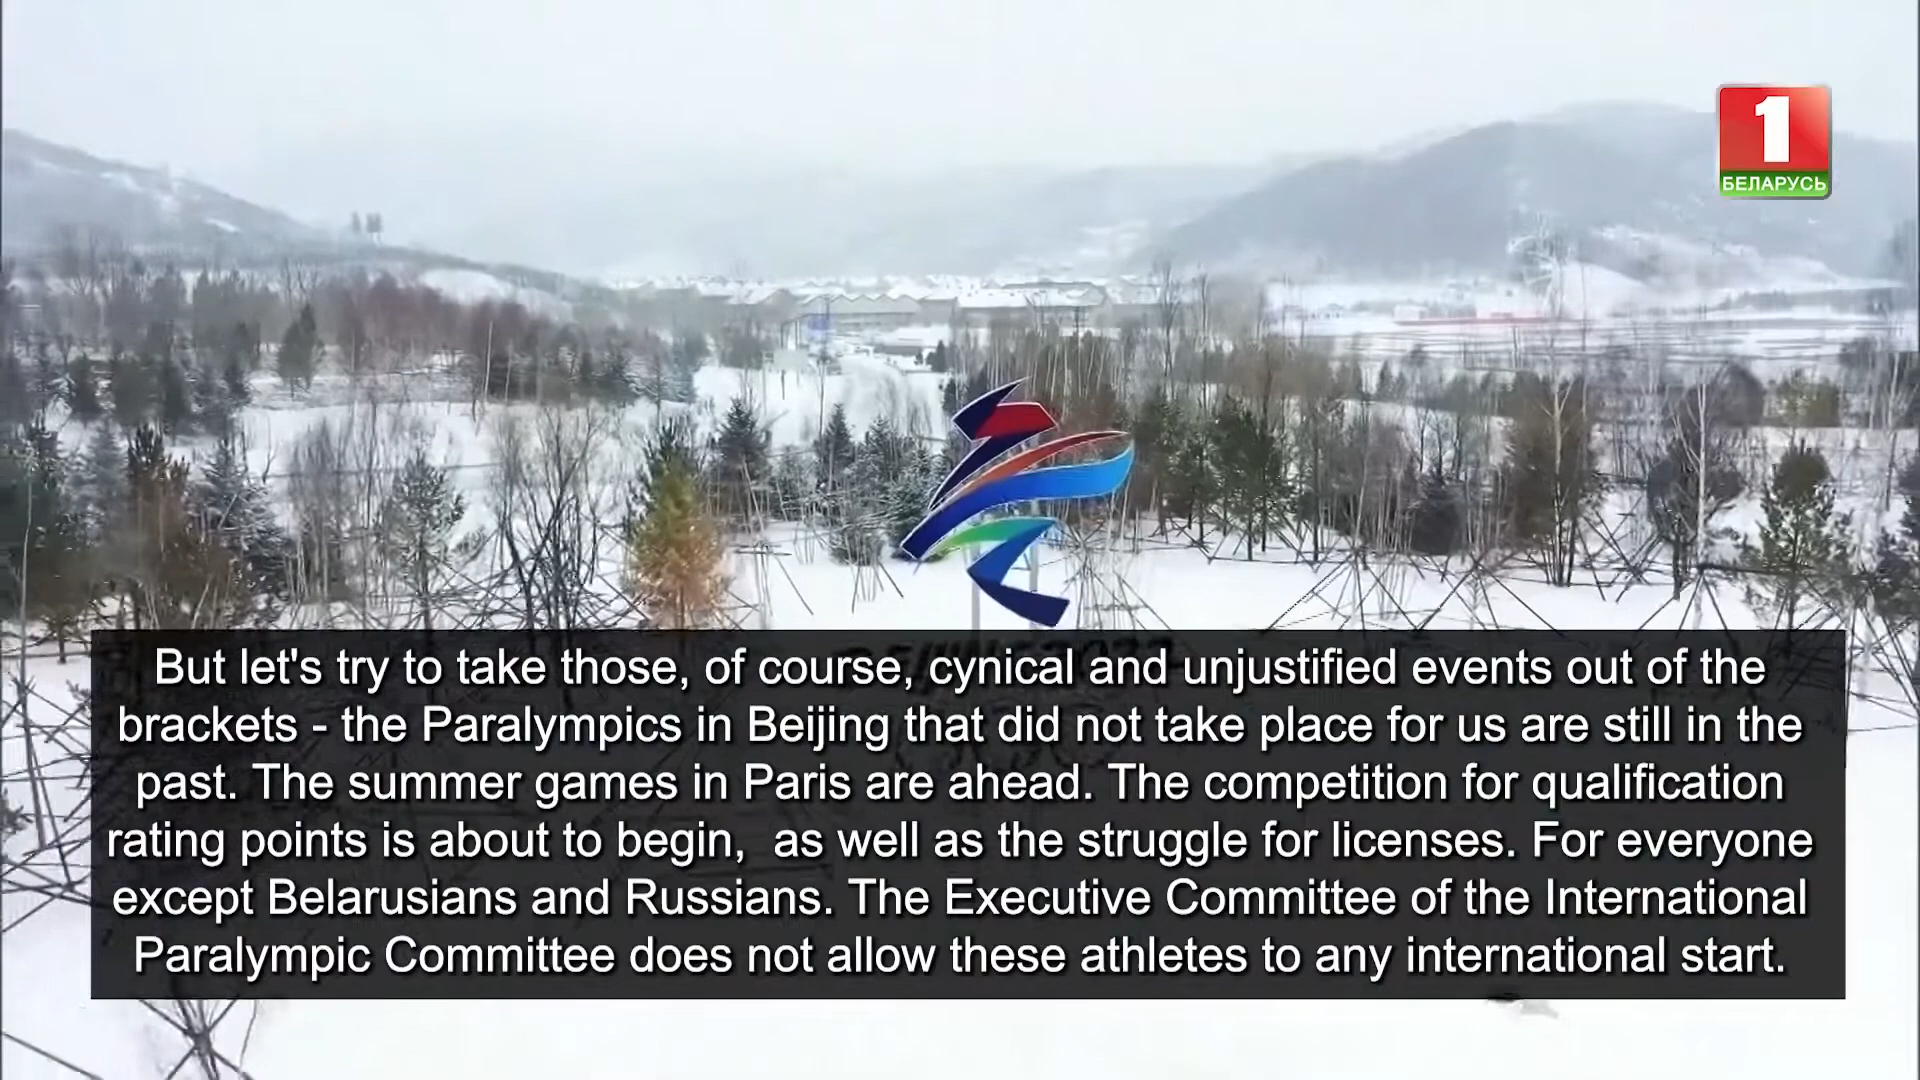 1
БЕЛАРУСЬ
But let's try to take those, of course, cynical and unjustified events out of the
brackets - the Paralympics in Beijing that did not take place for us are still in the
past. The summer games in Paris are ahead. The competition for qualification
rating points is about to begin,  as well as the struggle for licenses. For everyone
except Belarusians and Russians. The Executive Committee of the International
Paralympic Committee does not allow these athletes to any international start.